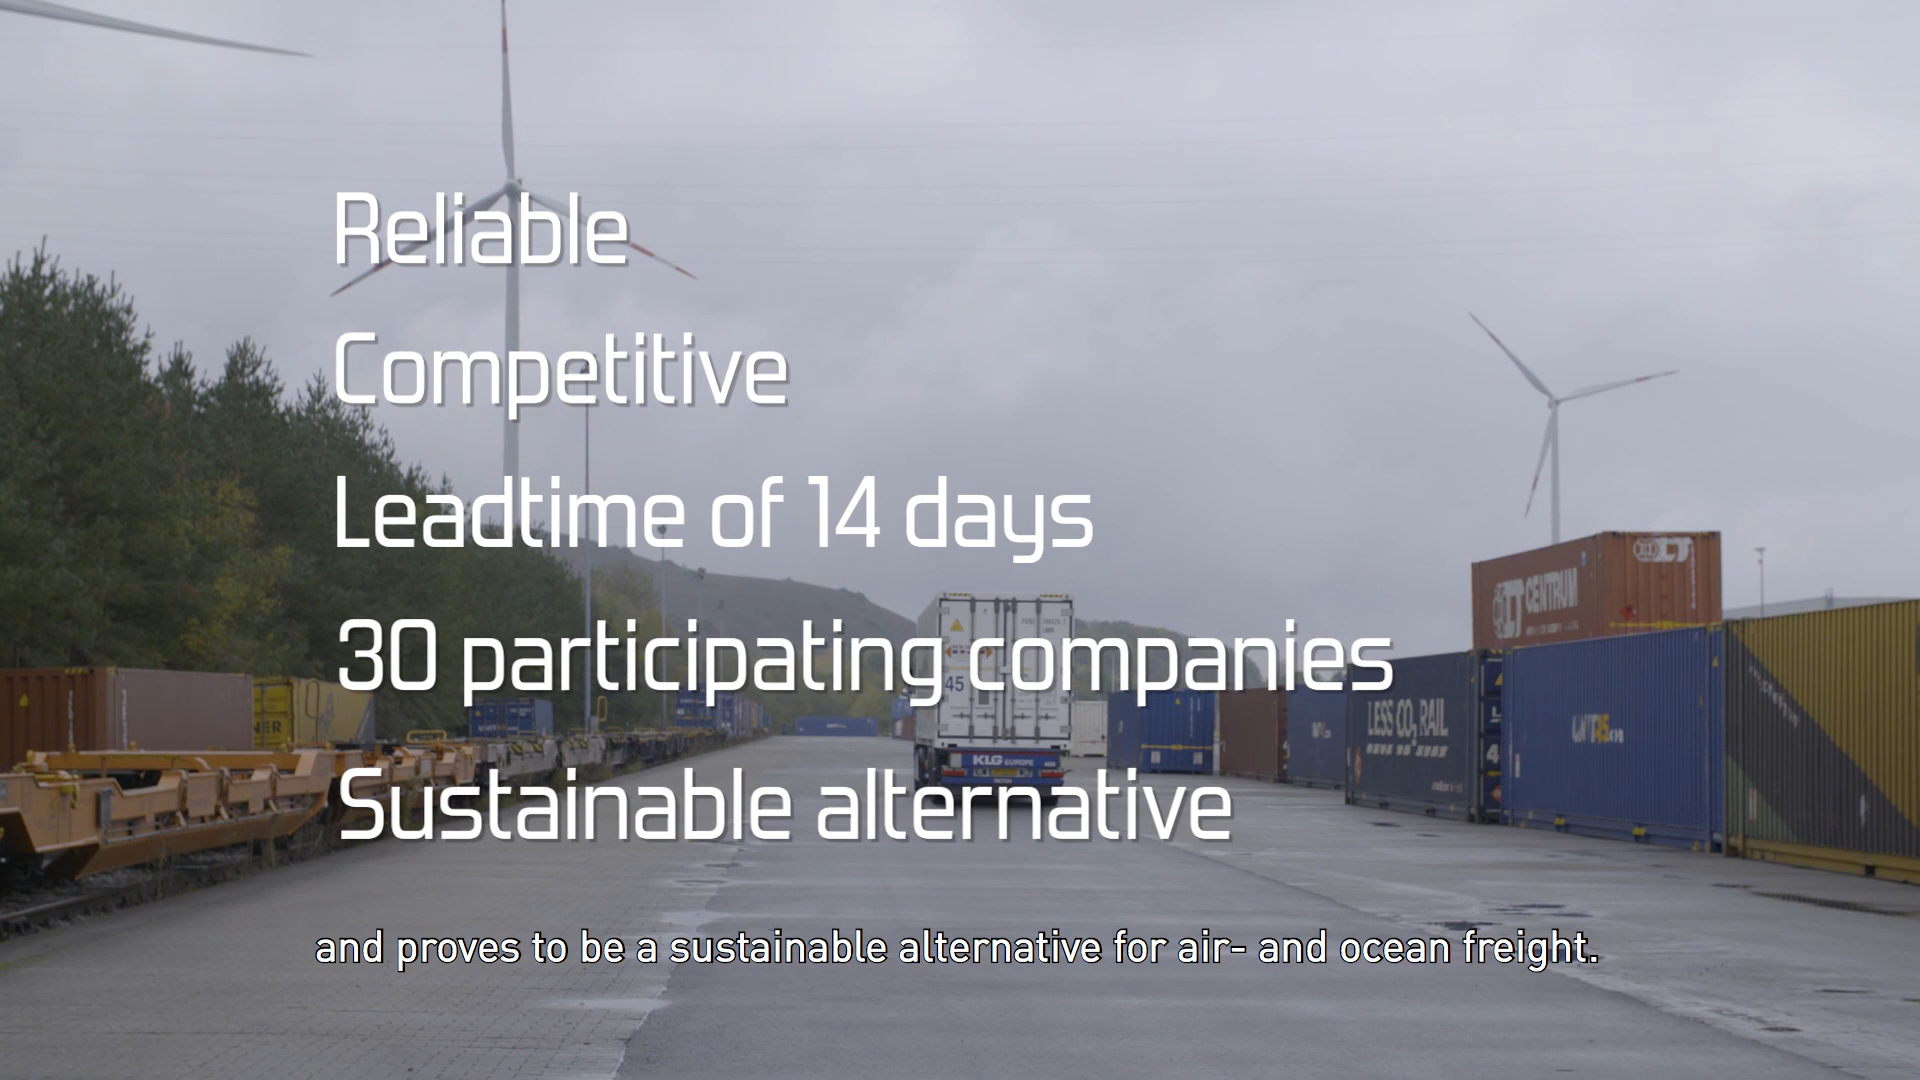 Reliable
Competitive
Leadtime of 14 days
30 participating companies
Sustainable alternative
and proves to be a sustainable alternative for air- and ocean freight.
CENTRUM
LESS CO₂ RAIL
45
KLG EUROPE